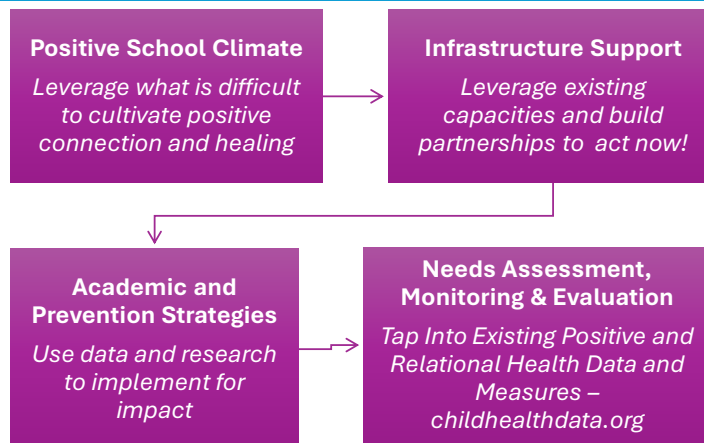 Positive School Climate
Leverage what is difficult
to cultivate positive
connection and healing
Infrastructure Support
Leverage existing
capacities and build
partnerships to act now!
Academic and
Prevention Strategies
Use data and research
to implement for
impact
Needs Assessment,
Monitoring & Evaluation
Tap Into Existing Positive and
Relational Health Data and
Measures –
childhealthdata.org